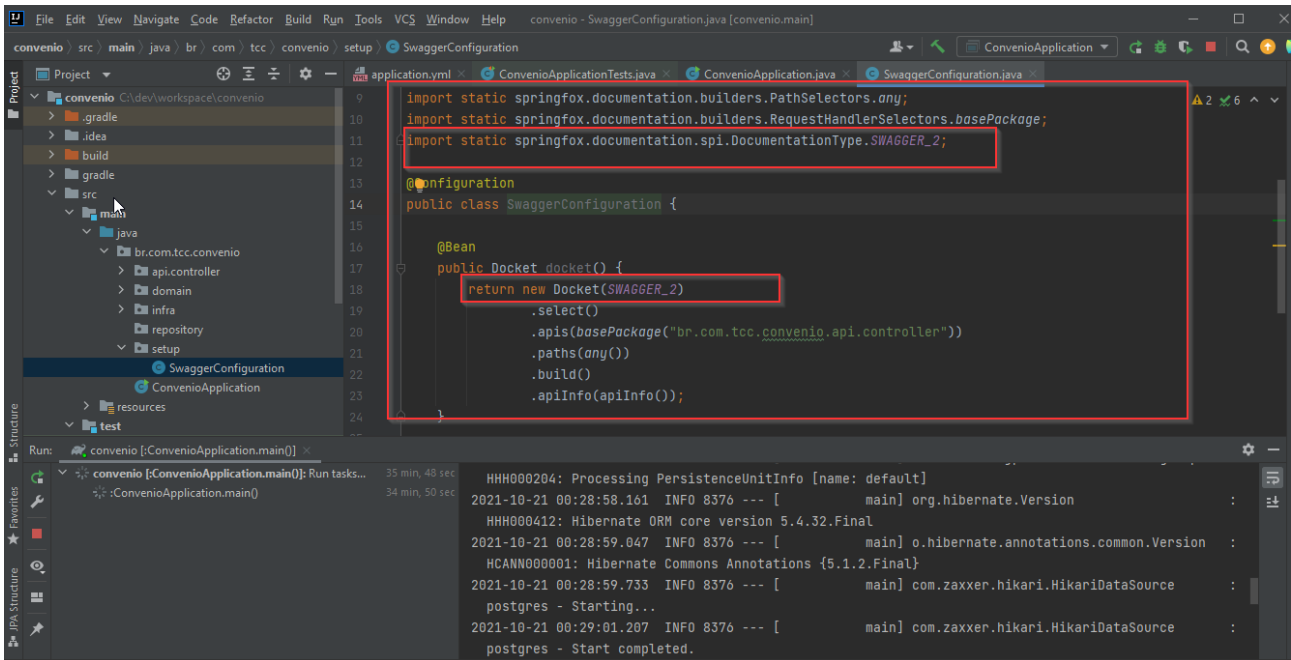 File Edit View Navigate Code Refactor Build Run Tools VCS Window Help convenio - SwaggerConfiguration.java [convenio.main]
convenio src main java br com tcc convenio setup SwaggerConfiguration ConvenioApplication
Project application.yml ConvenioApplicationTests.java ConvenioApplication.java SwaggerConfiguration.java
convenio C:\dev\workspace\convenio
.gradle
.idea
build
gradle
src
main
java
br.com.tcc.convenio
api.controller
domain
infra
repository
setup
SwaggerConfiguration
ConvenioApplication
resources
test
9 import static springfox.documentation.builders.PathSelectors.any;
10 import static springfox.documentation.builders.RequestHandlerSelectors.basePackage;
11 import static springfox.documentation.spi.DocumentationType.SWAGGER_2;
12
13 @Configuration
14 public class SwaggerConfiguration {
15
16 @Bean
17 public Docket docket() {
18 return new Docket(SWAGGER_2)
19 .select()
20 .apis(basePackage("br.com.tcc.convenio.api.controller"))
21 .paths(any())
22 .build()
23 .apiInfo(apiInfo());
24 }
2 6
Project
Structure
Favorites
JPA Structure
Run: convenio [:ConvenioApplication.main()]
convenio [:ConvenioApplication.main()]: Run tasks... 35 min, 48 sec
:ConvenioApplication.main() 34 min, 50 sec
HHH000204: Processing PersistenceUnitInfo [name: default]
2021-10-21 00:28:58.161 INFO 8376 --- [ main] org.hibernate.Version :
HHH000412: Hibernate ORM core version 5.4.32.Final
2021-10-21 00:28:59.047 INFO 8376 --- [ main] o.hibernate.annotations.common.Version :
HCANN000001: Hibernate Commons Annotations {5.1.2.Final}
2021-10-21 00:28:59.733 INFO 8376 --- [ main] com.zaxxer.hikari.HikariDataSource :
postgres - Starting...
2021-10-21 00:29:01.207 INFO 8376 --- [ main] com.zaxxer.hikari.HikariDataSource :
postgres - Start completed.